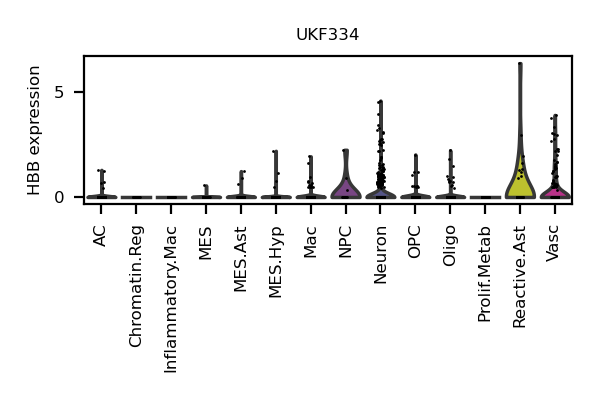 UKF334
HBB expression
5
0
AC
Chromatin.Reg
Inflammatory.Mac
MES
MES.Ast
MES.Hyp
Mac
NPC
Neuron
OPC
Oligo
Prolif.Metab
Reactive.Ast
Vasc